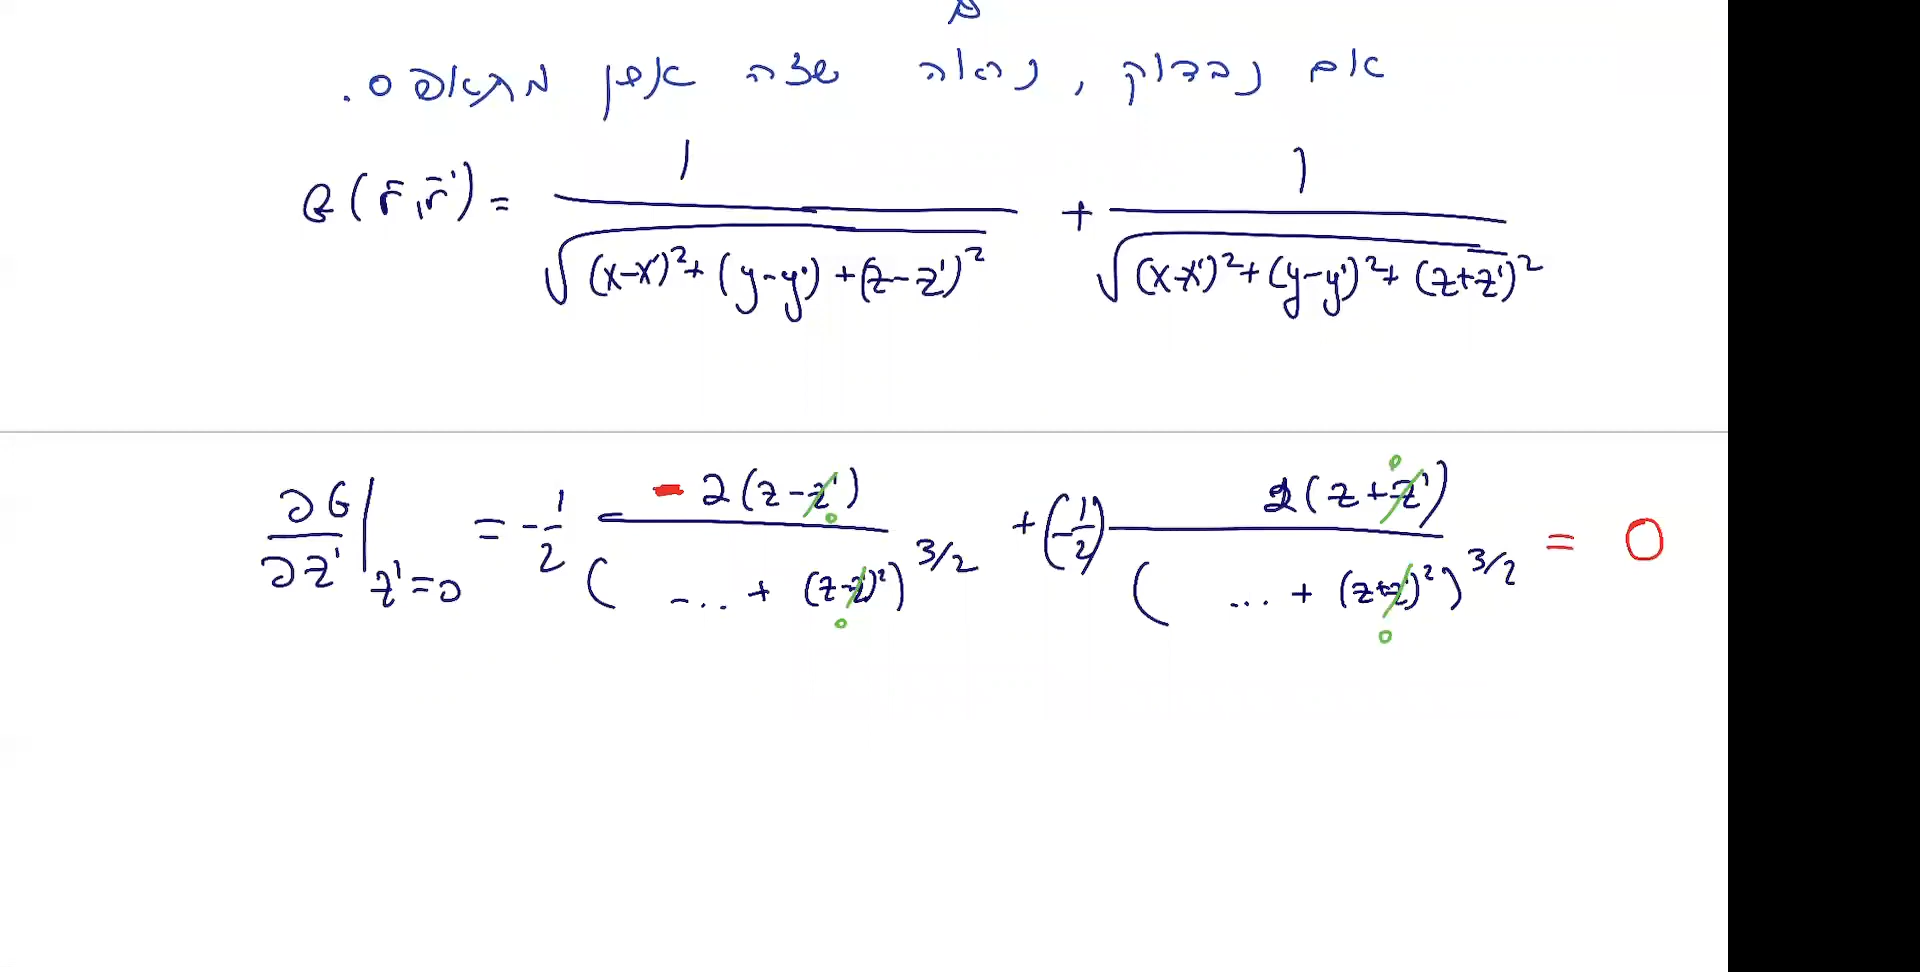 אם נבדוק, נראה שזה אכן מתאפס.
G(r̄,r̄') = 1/√((x-x')²+(y-y')+(z-z')²) + 1/√((x-x')²+(y-y')²+(z+z')²)
∂G/∂z'|z'=0 = -1/2 · -2(z-z')/(... + (z-z')²)^3/2 + (-1/2) 2(z+z')/(... + (z+z')²)^3/2 = 0